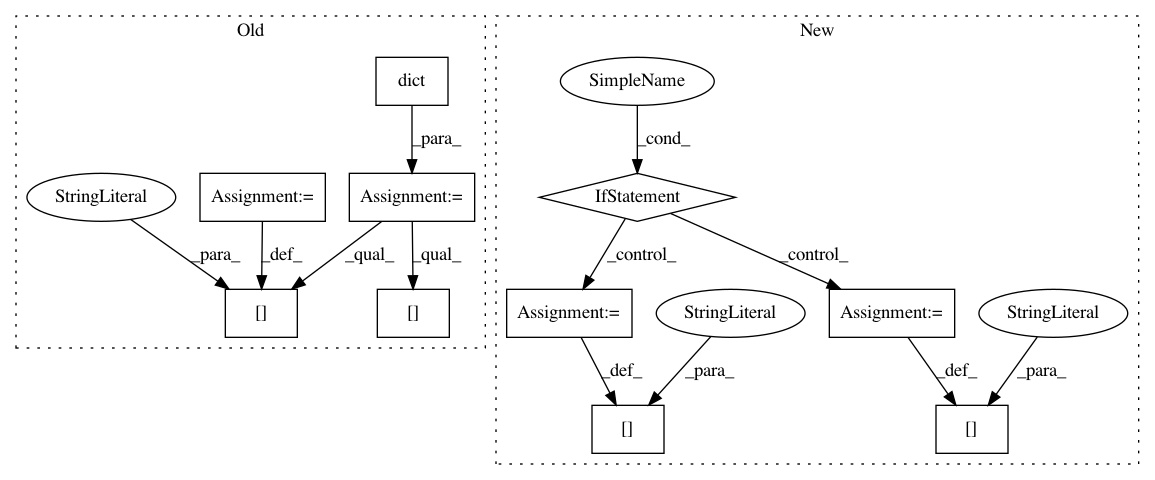 Old
New
dict
SimpleName
_para_
_cond_
StringLiteral
Assignment:=
Assignment:=
IfStatement
_para_
_def_
_qual_
_qual_
_control_
_control_
[]
[]
Assignment:=
StringLiteral
Assignment:=
StringLiteral
_def_
_para_
_def_
_para_
[]
[]